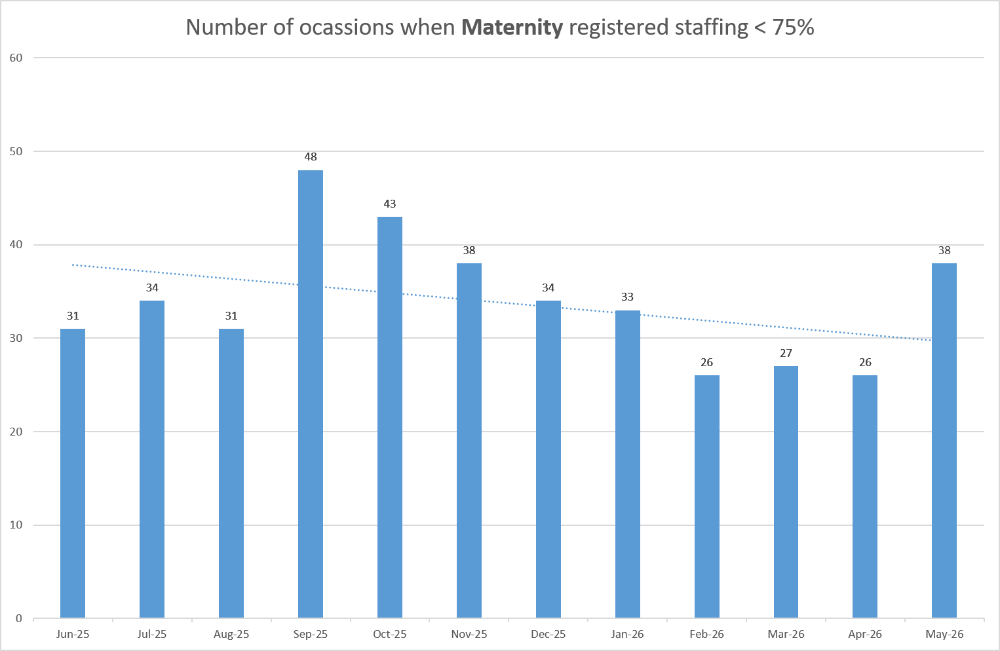 Number of ocassions when Maternity registered staffing < 75%
60
50
40
30
20
10
0
31
34
31
48
43
38
34
33
26
27
26
38
Jun-25
Jul-25
Aug-25
Sep-25
Oct-25
Nov-25
Dec-25
Jan-26
Feb-26
Mar-26
Apr-26
May-26